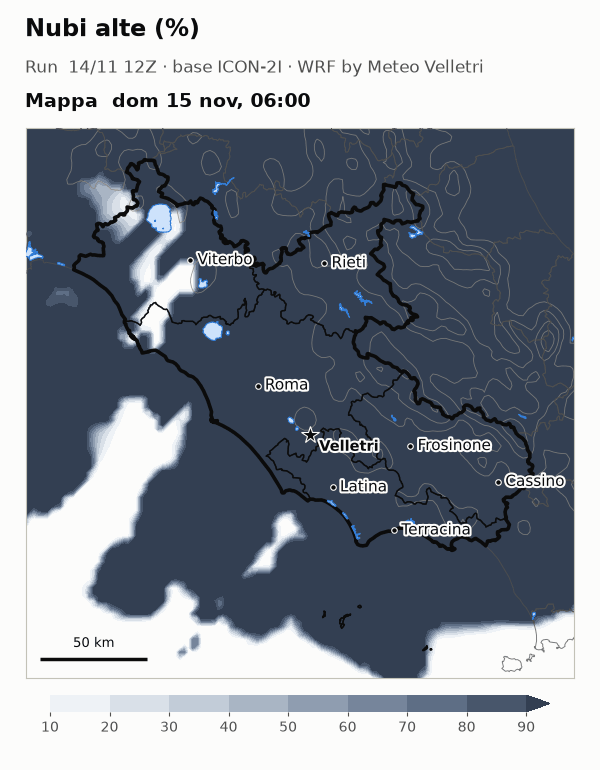 Nubi alte (%)
Run 14/11 12Z · base ICON-2I · WRF by Meteo Velletri
Mappa dom 15 nov, 06:00
Viterbo
Rieti
Roma
Velletri
Frosinone
Cassino
Latina
Terracina
50 km
10 20 30 40 50 60 70 80 90